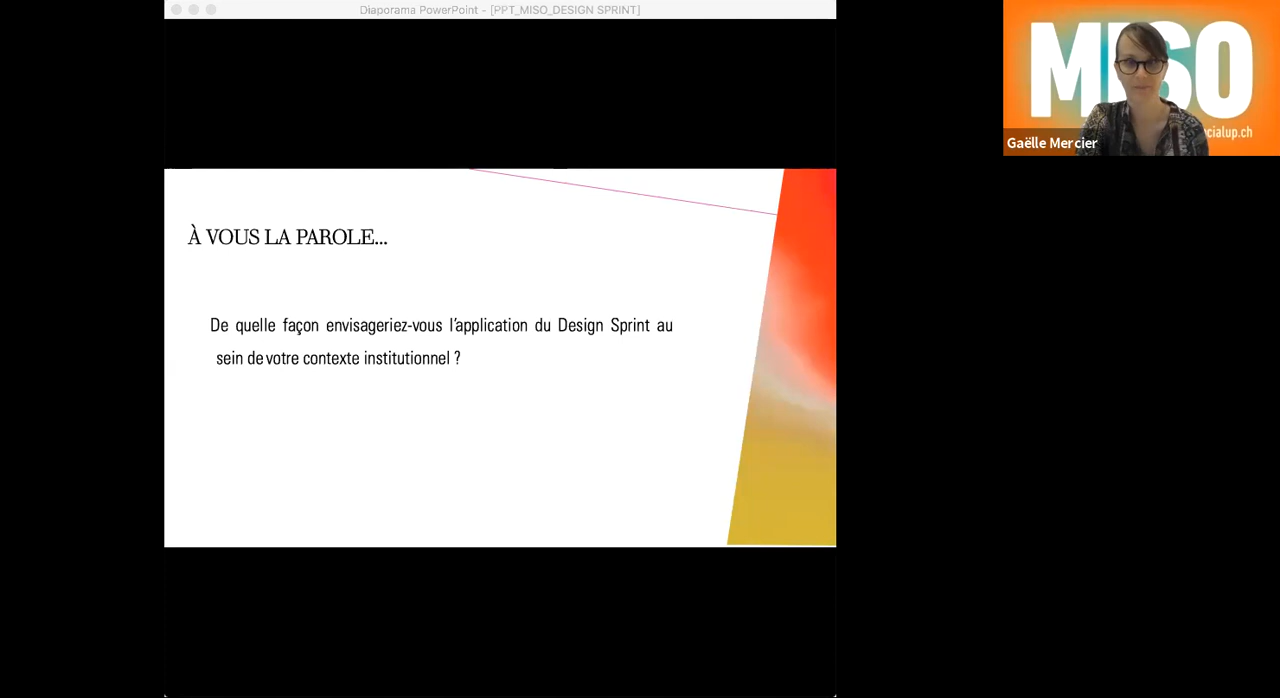 Diaporama PowerPoint - [PPT_MISO_DESIGN SPRINT]
MISO
cialup.ch
Gaëlle Mercier
À VOUS LA PAROLE...
De quelle façon envisageriez-vous l'application du Design Sprint au
sein de votre contexte institutionnel ?